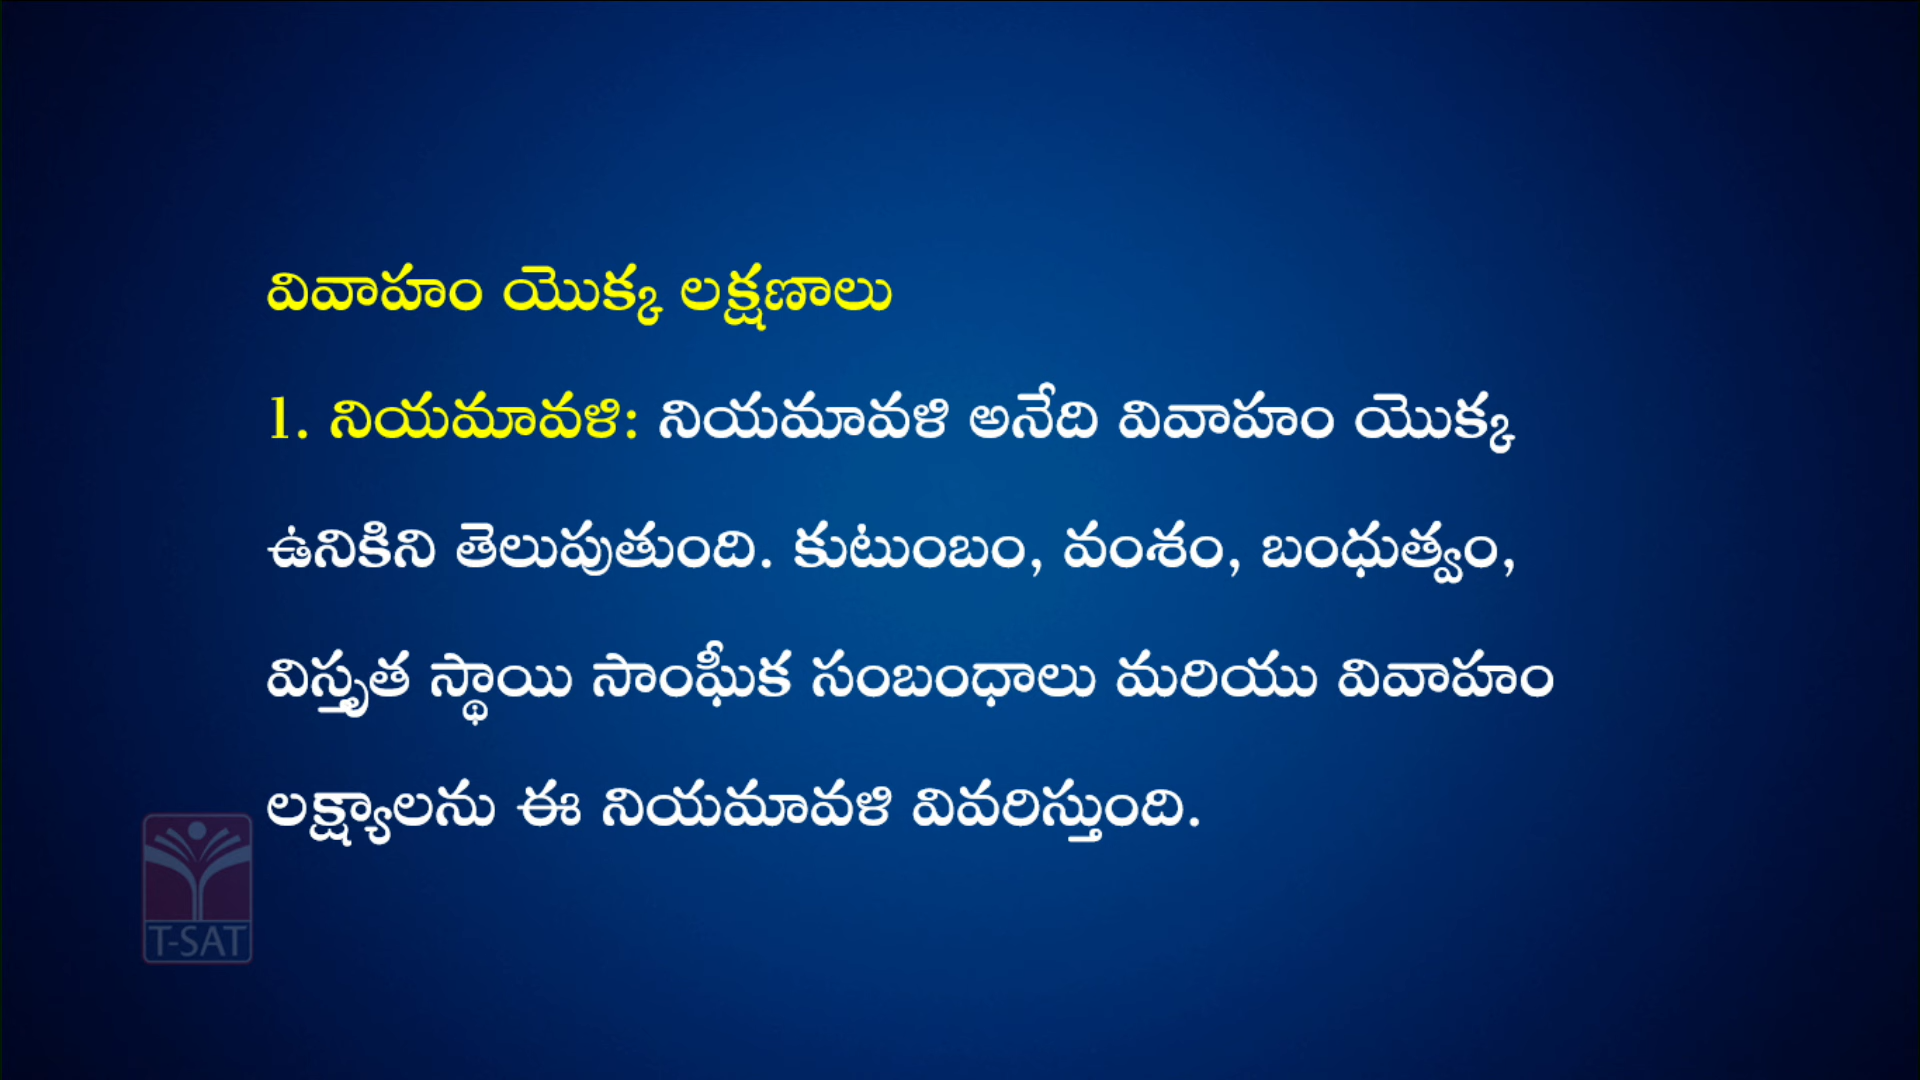 వివాహం యొక్క లక్షణాలు
1. నియమావళి: నియమావళి అనేది వివాహం యొక్క
ఉనికిని తెలుపుతుంది. కుటుంబం, వంశం, బంధుత్వం,
విస్తృత స్థాయి సాంఘీక సంబంధాలు మరియు వివాహం
లక్ష్యాలను ఈ నియమావళి వివరిస్తుంది.
T-SAT